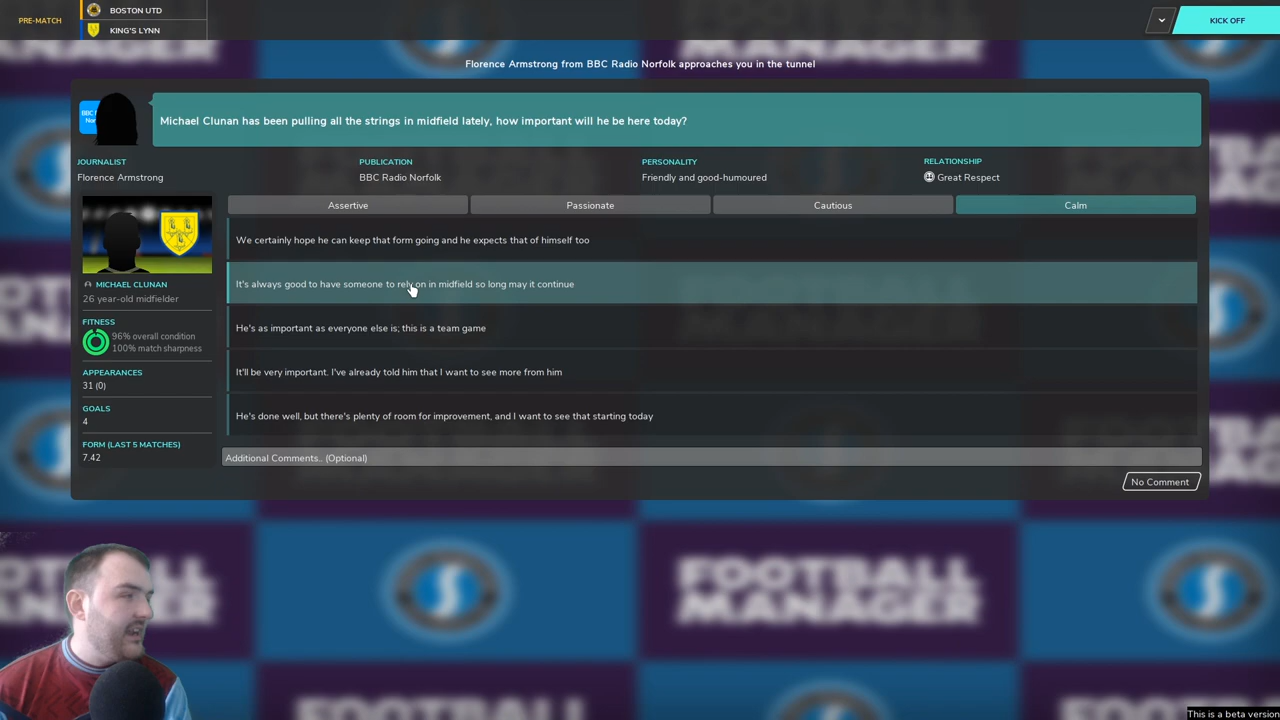 PRE-MATCH
BOSTON UTD
KING'S LYNN
KICK OFF
Florence Armstrong from BBC Radio Norfolk approaches you in the tunnel
Michael Clunan has been pulling all the strings in midfield lately, how important will he be here today?
JOURNALIST
Florence Armstrong
PUBLICATION
BBC Radio Norfolk
PERSONALITY
Friendly and good-humoured
RELATIONSHIP
Great Respect
Assertive
Passionate
Cautious
Calm
We certainly hope he can keep that form going and he expects that of himself too
It's always good to have someone to rely on in midfield so long may it continue
He's as important as everyone else is; this is a team game
It'll be very important. I've already told him that I want to see more from him
He's done well, but there's plenty of room for improvement, and I want to see that starting today
MICHAEL CLUNAN
26 year-old midfielder
FITNESS
96% overall condition
100% match sharpness
APPEARANCES
31 (0)
GOALS
4
FORM (LAST 5 MATCHES)
7.42
Additional Comments.. (Optional)
No Comment
FOOTBALL
MANAGER
This is a beta version